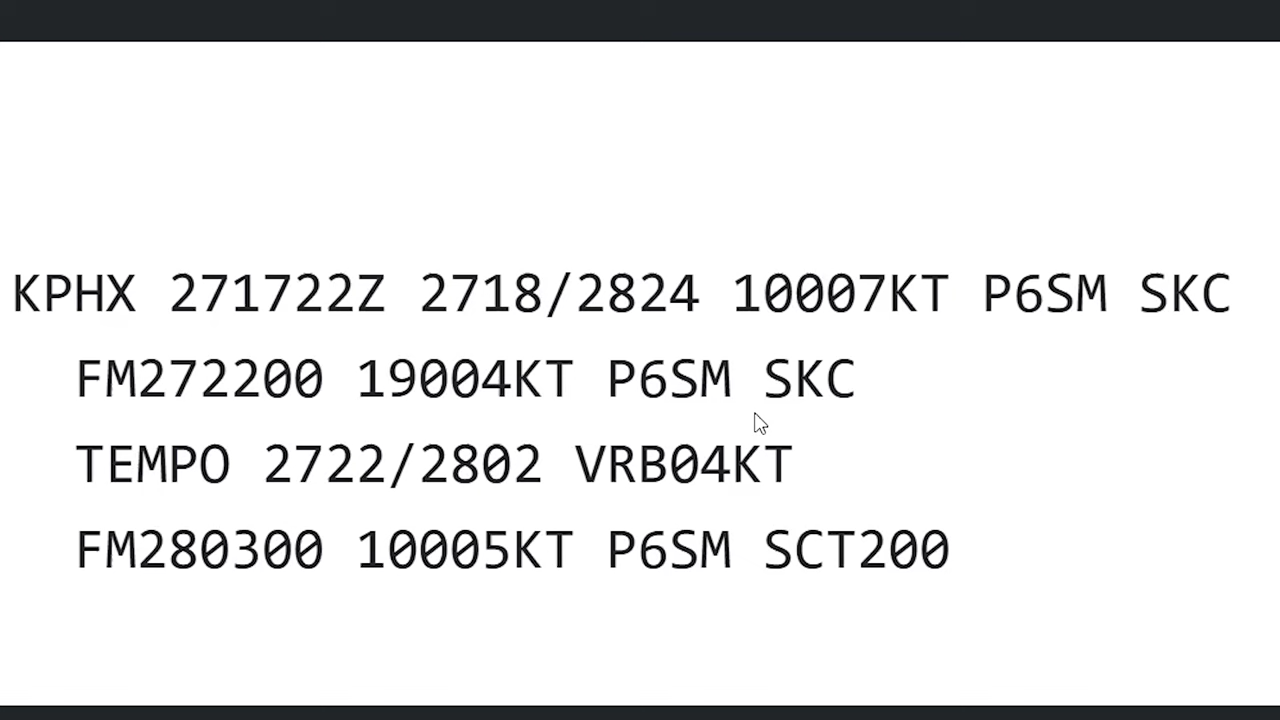 KPHX 271722Z 2718/2824 10007KT P6SM SKC
FM272200 19004KT P6SM SKC
TEMPO 2722/2802 VRB04KT
FM280300 10005KT P6SM SCT200